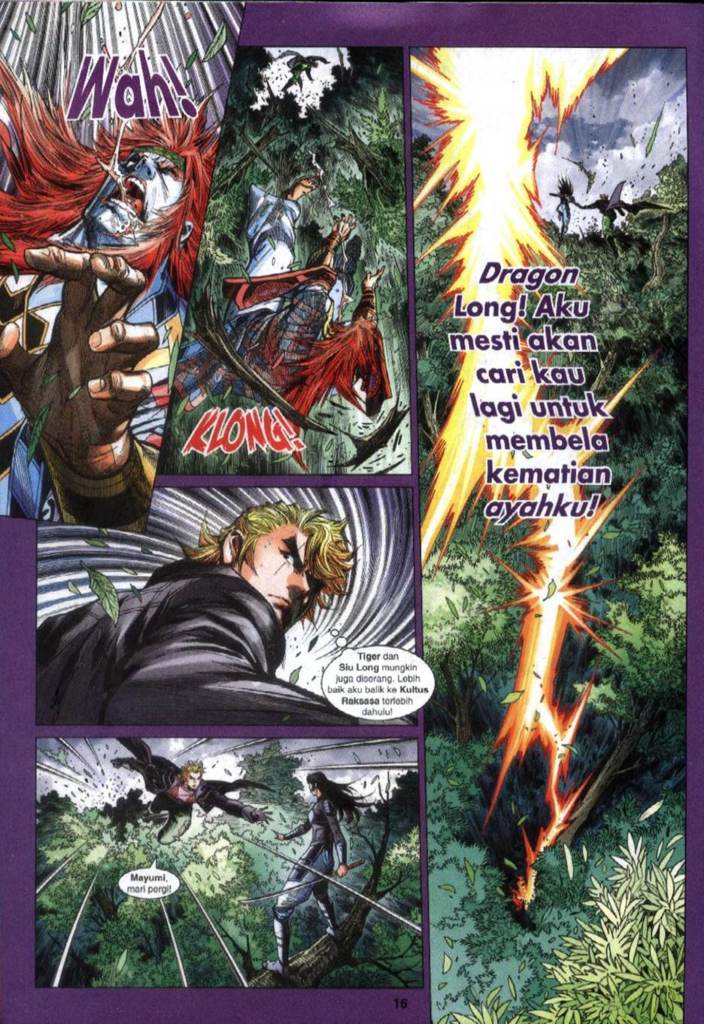 Wah!
KLONG!
Dragon
Long! Aku
mesti akan
cari kau
lagi untuk
membela
kematian
ayahku!
Tiger dan
Siu Long mungkin
juga diserang. Lebih
baik aku balik ke Kultus
Raksasa terlebih
dahulu!
Mayumi,
mari pergi!
16